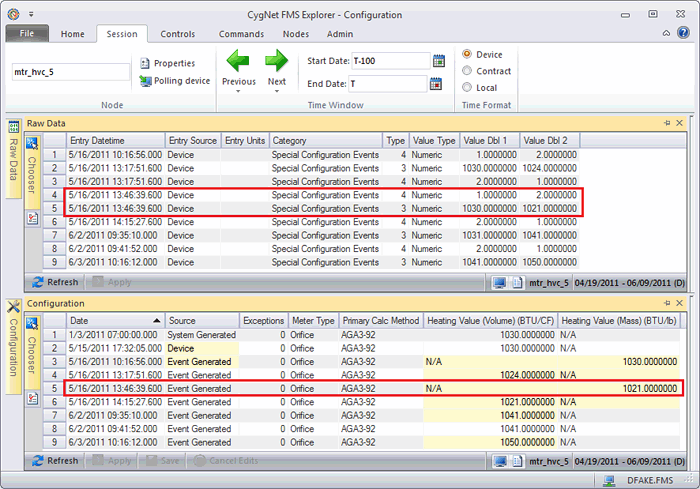 CygNet FMS Explorer - Configuration
File Home Session Controls Commands Nodes Admin
mtr_hvc_5
Properties
Polling device
Node
Previous
Next
Start Date: T-100
End Date: T
Time Window
Device
Contract
Local
Time Format
Raw Data
Raw Data
Chooser
Entry Datetime Entry Source Entry Units Category Type Value Type Value Dbl 1 Value Dbl 2
1 5/16/2011 10:16:56.000 Device Special Configuration Events 4 Numeric 1.0000000 2.0000000
2 5/16/2011 13:17:51.600 Device Special Configuration Events 3 Numeric 1030.0000000 1024.0000000
3 5/16/2011 13:17:51.600 Device Special Configuration Events 4 Numeric 2.0000000 1.0000000
4 5/16/2011 13:46:39.600 Device Special Configuration Events 4 Numeric 1.0000000 2.0000000
5 5/16/2011 13:46:39.600 Device Special Configuration Events 3 Numeric 1030.0000000 1021.0000000
6 5/16/2011 14:15:27.600 Device Special Configuration Events 4 Numeric 2.0000000 1.0000000
7 6/2/2011 09:35:10.000 Device Special Configuration Events 3 Numeric 1031.0000000 1041.0000000
8 6/2/2011 09:41:52.000 Device Special Configuration Events 4 Numeric 2.0000000 1.0000000
9 6/3/2011 10:16:12.000 Device Special Configuration Events 3 Numeric 1041.0000000 1050.0000000
Refresh Apply mtr_hvc_5 04/19/2011 - 06/09/2011 (D)
Configuration
Configuration
Chooser
Date Source Exceptions Meter Type Primary Calc Method Heating Value (Volume) (BTU/CF) Heating Value (Mass) (BTU/lb)
1 1/3/2011 07:00:00.000 System Generated 0 Orifice AGA3-92 1030.0000000 N/A
2 5/15/2011 17:32:05.000 Device 0 Orifice AGA3-92 1030.0000000 N/A
3 5/16/2011 10:16:56.000 Event Generated 0 Orifice AGA3-92 N/A 1030.0000000
4 5/16/2011 13:17:51.600 Event Generated 0 Orifice AGA3-92 1024.0000000 N/A
5 5/16/2011 13:46:39.600 Event Generated 0 Orifice AGA3-92 N/A 1021.0000000
6 5/16/2011 14:15:27.600 Event Generated 0 Orifice AGA3-92 1021.0000000 N/A
7 6/2/2011 09:35:10.000 Event Generated 0 Orifice AGA3-92 1041.0000000 N/A
8 6/2/2011 09:41:52.000 Event Generated 0 Orifice AGA3-92 1041.0000000 N/A
9 6/3/2011 10:16:12.000 Event Generated 0 Orifice AGA3-92 1050.0000000 N/A
Refresh Apply Save Cancel Edits mtr_hvc_5 04/19/2011 - 06/09/2011 (D)
DFAKE.FMS